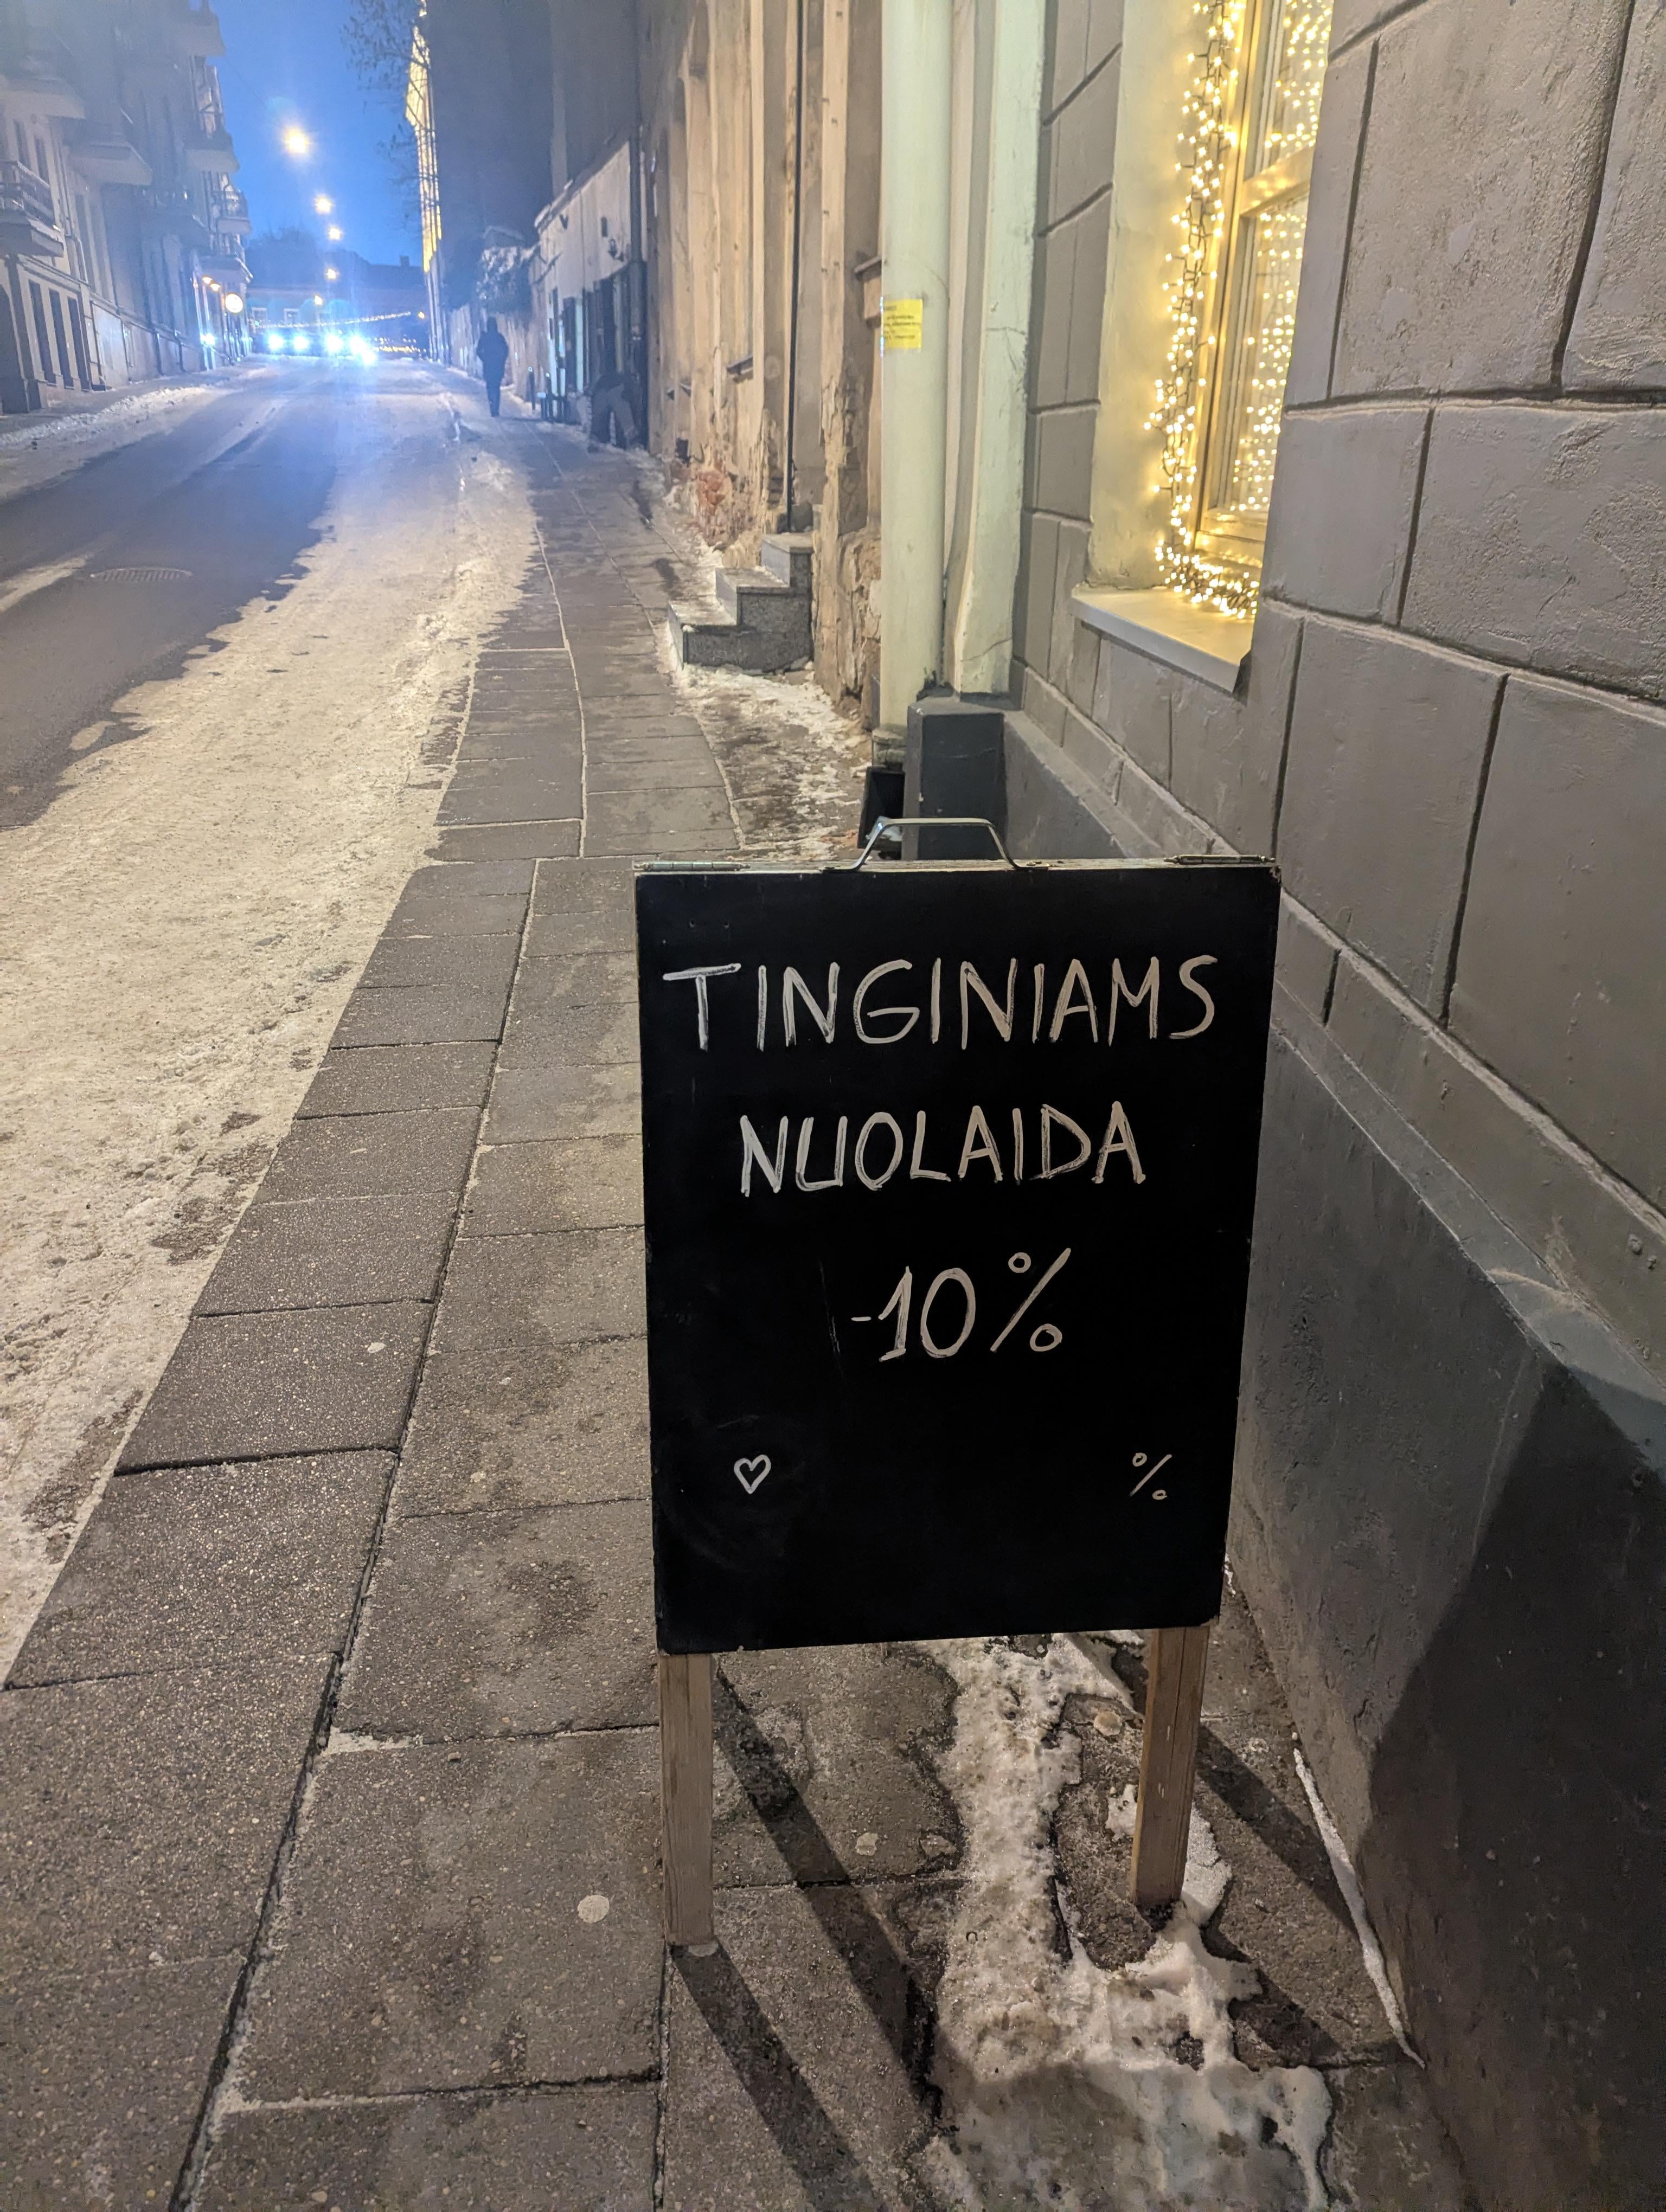 TINGINIAMS
NUOLAIDA
-10%
♡ %